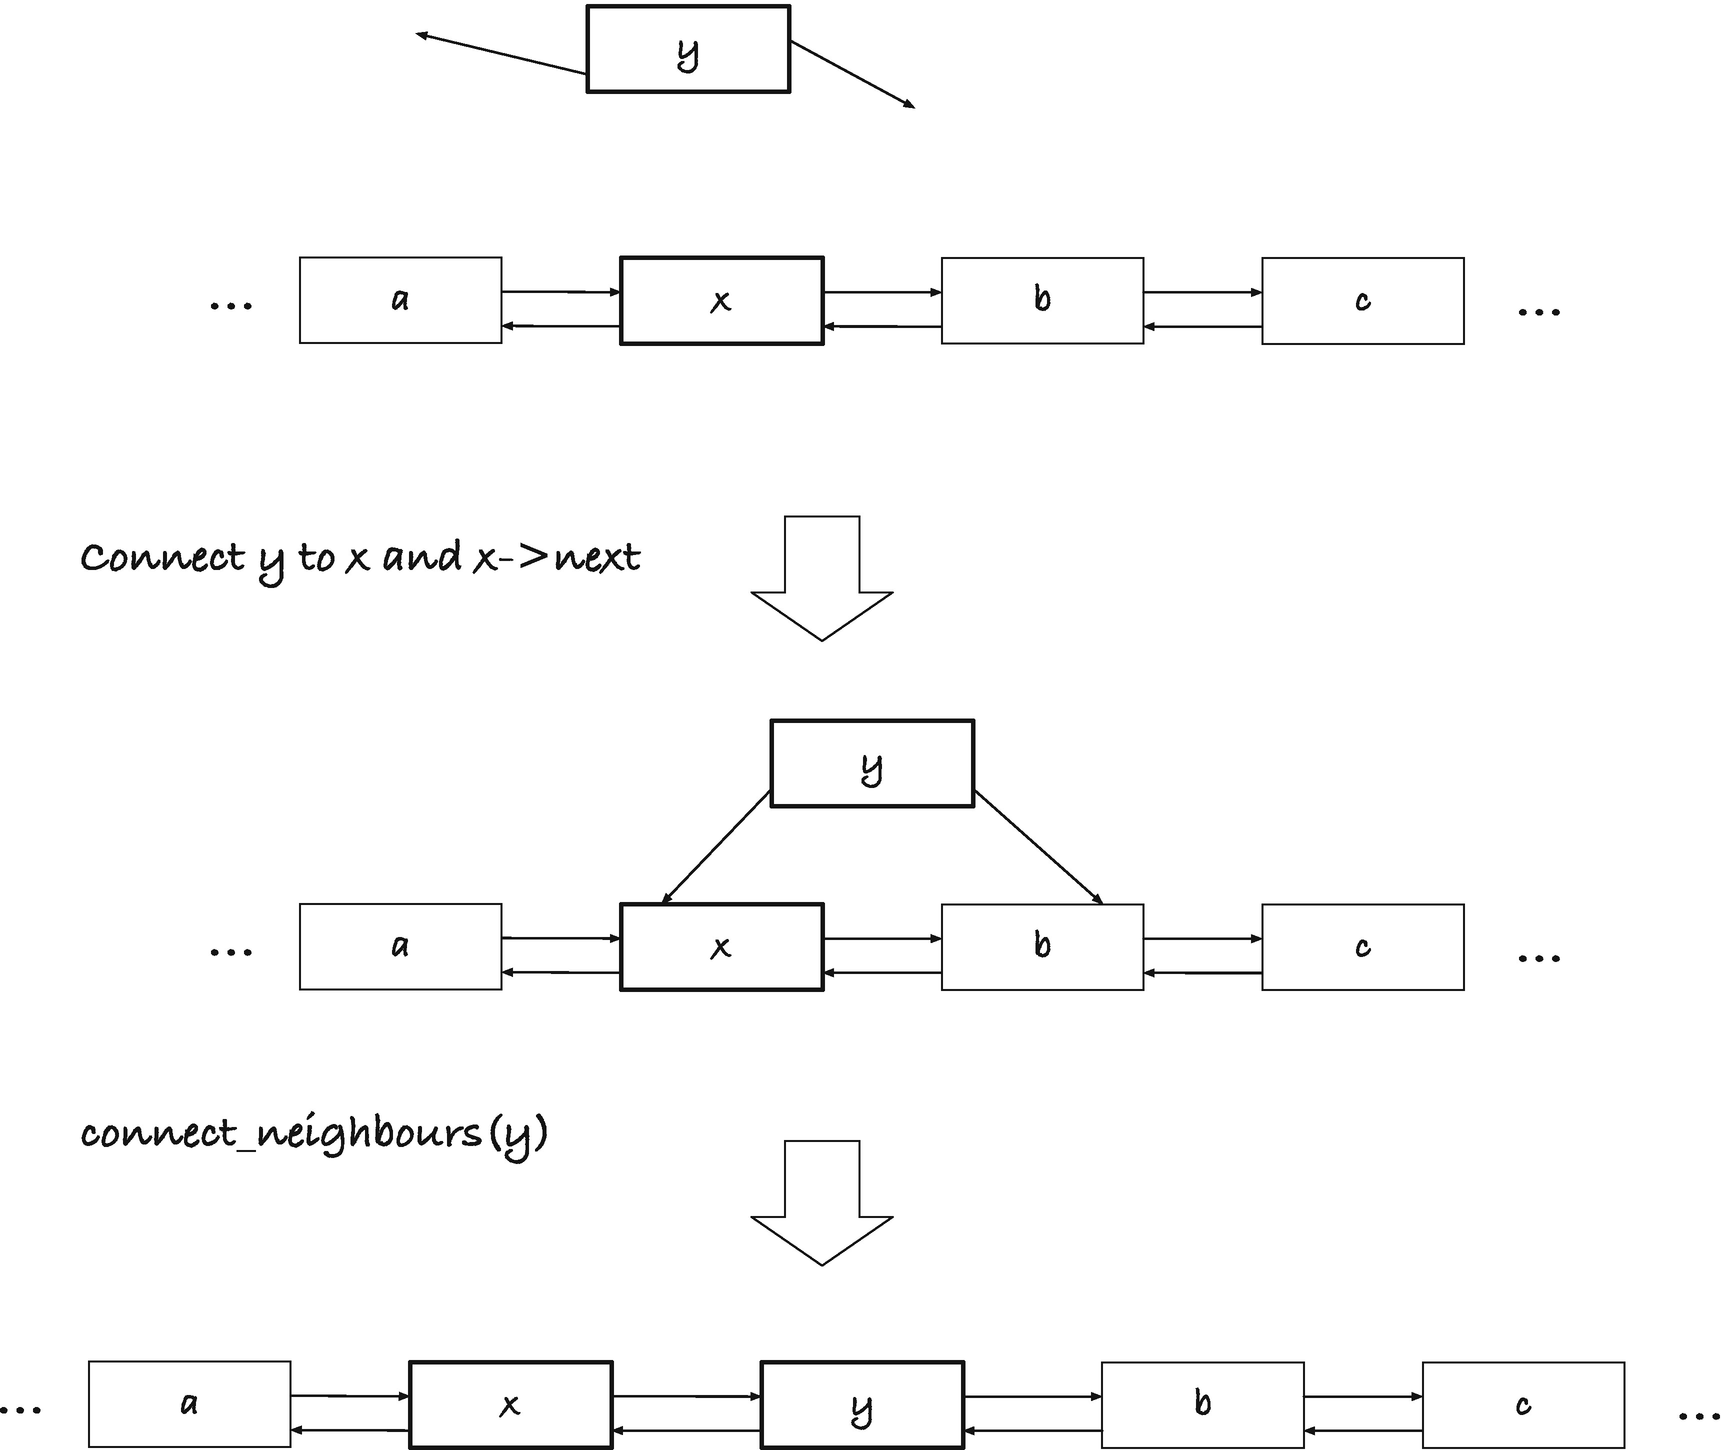 y
... a x b c ...
Connect y to x and x->next
y
... a x b c ...
connect_neighbours(y)
... a x y b c ...